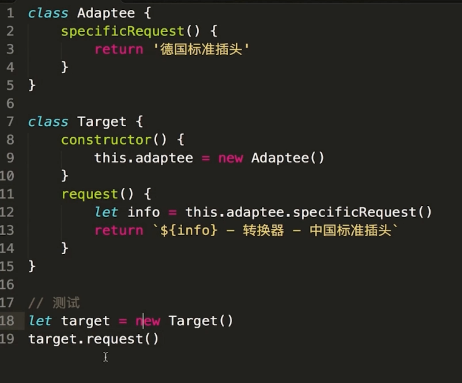 1 class Adaptee {
2     specificRequest() {
3         return '德国标准插头'
4     }
5 }
6
7 class Target {
8     constructor() {
9         this.adaptee = new Adaptee()
10     }
11     request() {
12         let info = this.adaptee.specificRequest()
13         return `${info} - 转换器 - 中国标准插头`
14     }
15 }
16
17 // 测试
18 let target = new Target()
19 target.request()